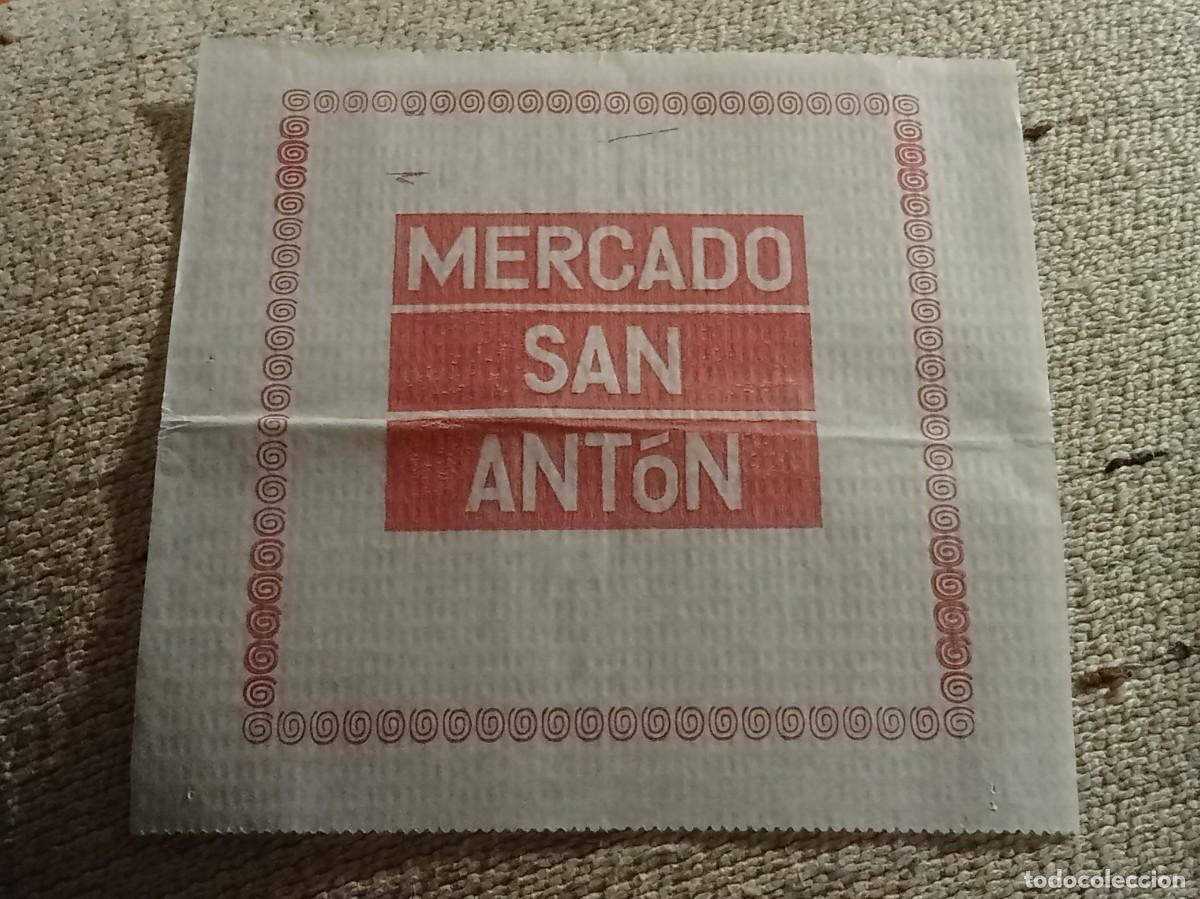 MERCADO
SAN
ANTÓN
todocoleccion